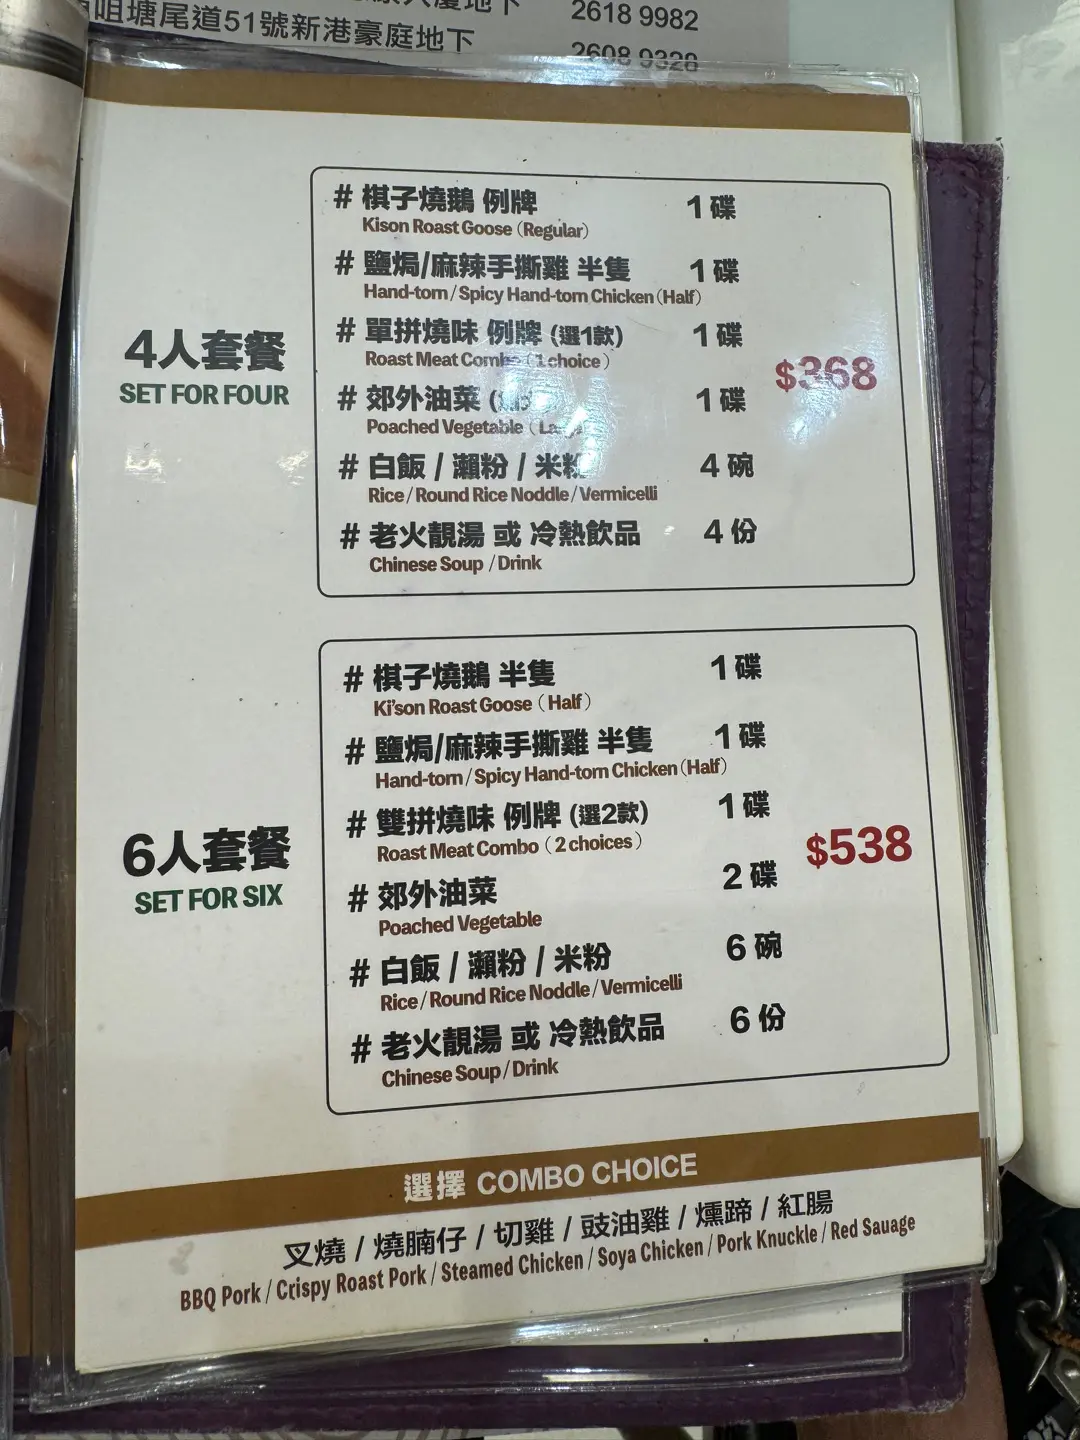 咀塘尾道51號新港豪庭地下
2618 9982
2608 9328
4人套餐
SET FOR FOUR
# 棋子燒鵝 例牌 1碟
Kison Roast Goose (Regular)
# 鹽焗/麻辣手撕雞 半隻 1碟
Hand-torn/Spicy Hand-torn Chicken (Half)
# 單拼燒味 例牌 (選1款) 1碟
Roast Meat Combo (1 choice)
# 郊外油菜 1碟
Poached Vegetable
# 白飯 / 瀨粉 / 米粉 4碗
Rice/Round Rice Noddle/Vermicelli
# 老火靚湯 或 冷熱飲品 4份
Chinese Soup /Drink
$368
6人套餐
SET FOR SIX
# 棋子燒鵝 半隻 1碟
Ki'son Roast Goose (Half)
# 鹽焗/麻辣手撕雞 半隻 1碟
Hand-torn/Spicy Hand-torn Chicken (Half)
# 雙拼燒味 例牌 (選2款) 1碟
Roast Meat Combo (2 choices)
# 郊外油菜 2碟
Poached Vegetable
# 白飯 / 瀨粉 / 米粉 6碗
Rice/Round Rice Noddle/Vermicelli
# 老火靚湯 或 冷熱飲品 6份
Chinese Soup/Drink
$538
選擇 COMBO CHOICE
叉燒 / 燒腩仔 / 切雞 / 豉油雞 / 燻蹄 / 紅腸
BBQ Pork / Crispy Roast Pork / Steamed Chicken / Soya Chicken / Pork Knuckle / Red Sauage